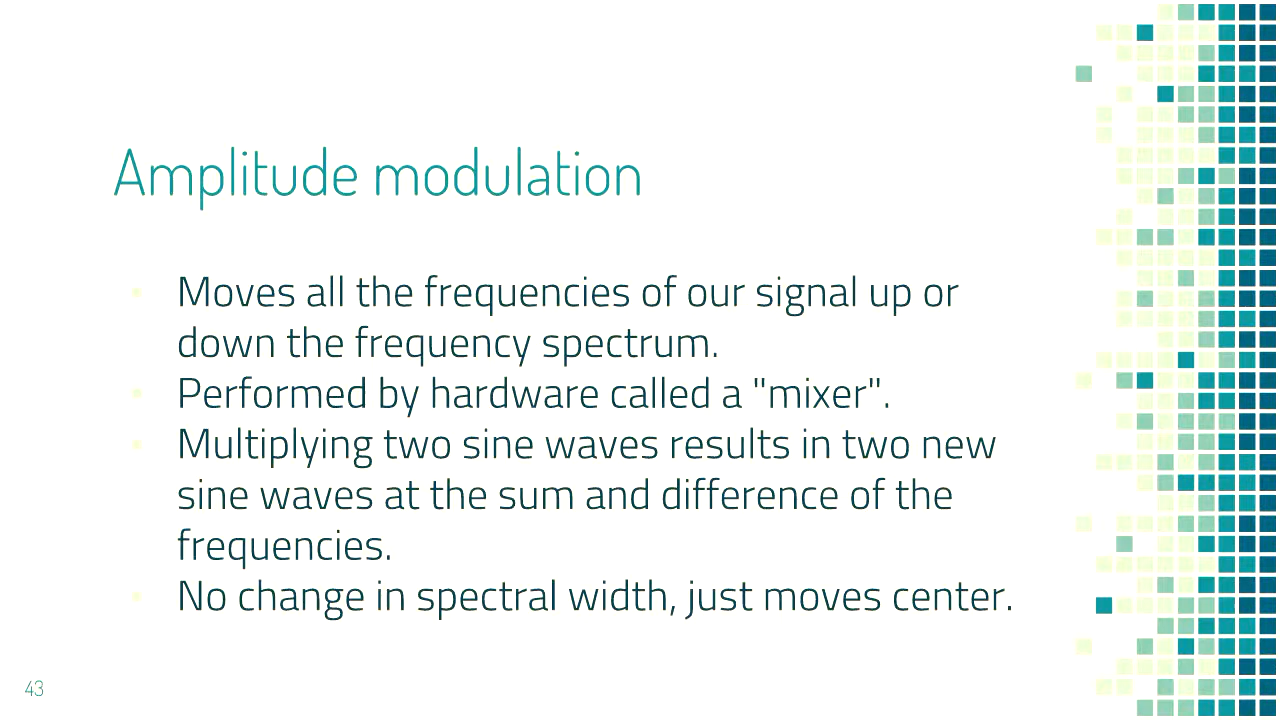 Amplitude modulation
Moves all the frequencies of our signal up or
down the frequency spectrum.
Performed by hardware called a "mixer".
Multiplying two sine waves results in two new
sine waves at the sum and difference of the
frequencies.
No change in spectral width, just moves center.
43